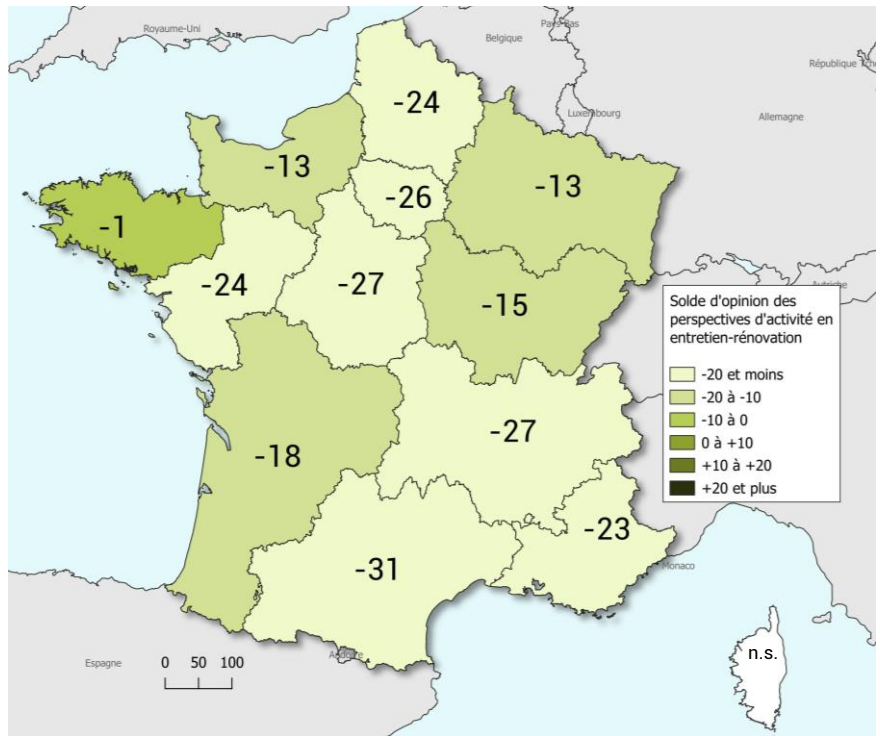 Royaume-Uni
Pays-Bas
Belgique
République Tche
Luxembourg
Allemagne
-24
-13
-26
-13
-1
-24
-27
-15
Autriche
Solde d'opinion des
perspectives d'activité en
entretien-rénovation
-20 et moins
-20 à -10
-10 à 0
0 à +10
+10 à +20
+20 et plus
-27
-18
-23
-31
Monaco
Espagne
Andorre
0 50 100
n.s.